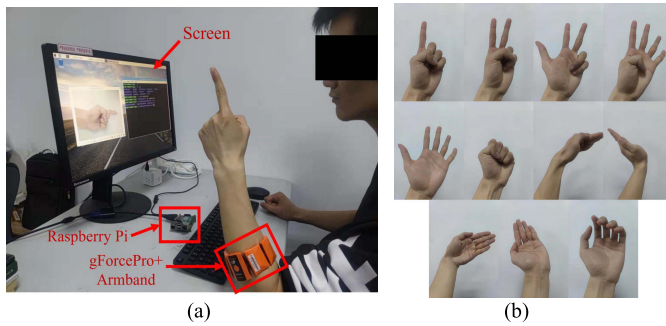 Screen
Raspberry Pi
gForcePro+
Armband
(a)
(b)